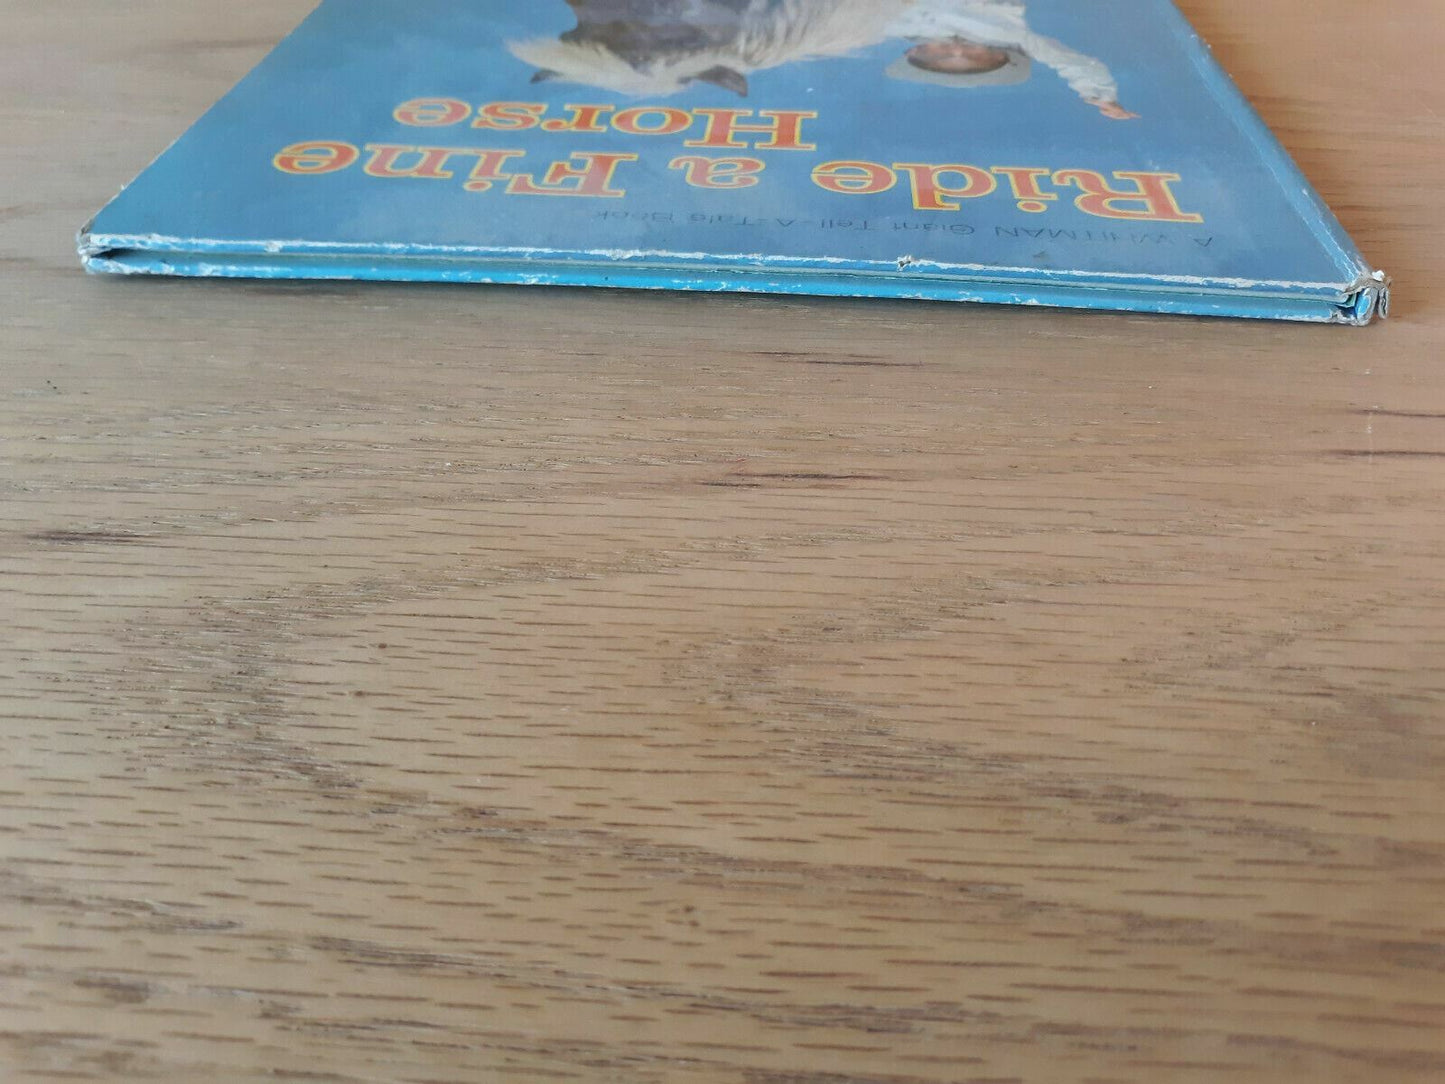 A WHITMAN Giant Tell-A-Tale Book
Ride a Fine
Horse